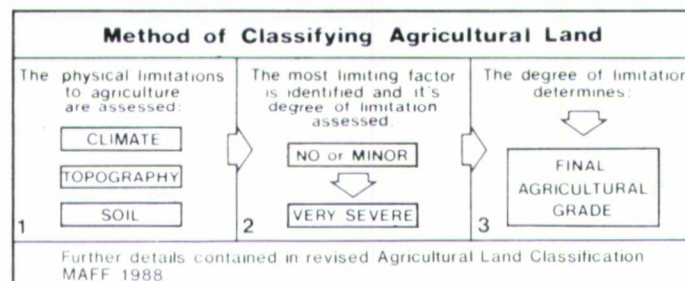 Method of Classifying Agricultural Land
The physical limitations
to agriculture
are assessed:
CLIMATE
TOPOGRAPHY
SOIL
1
The most limiting factor
is identified and it's
degree of limitation
assessed.
NO or MINOR
VERY SEVERE
2
The degree of limitation
determines:
FINAL
AGRICULTURAL
GRADE
3
Further details contained in revised Agricultural Land Classification
MAFF 1988